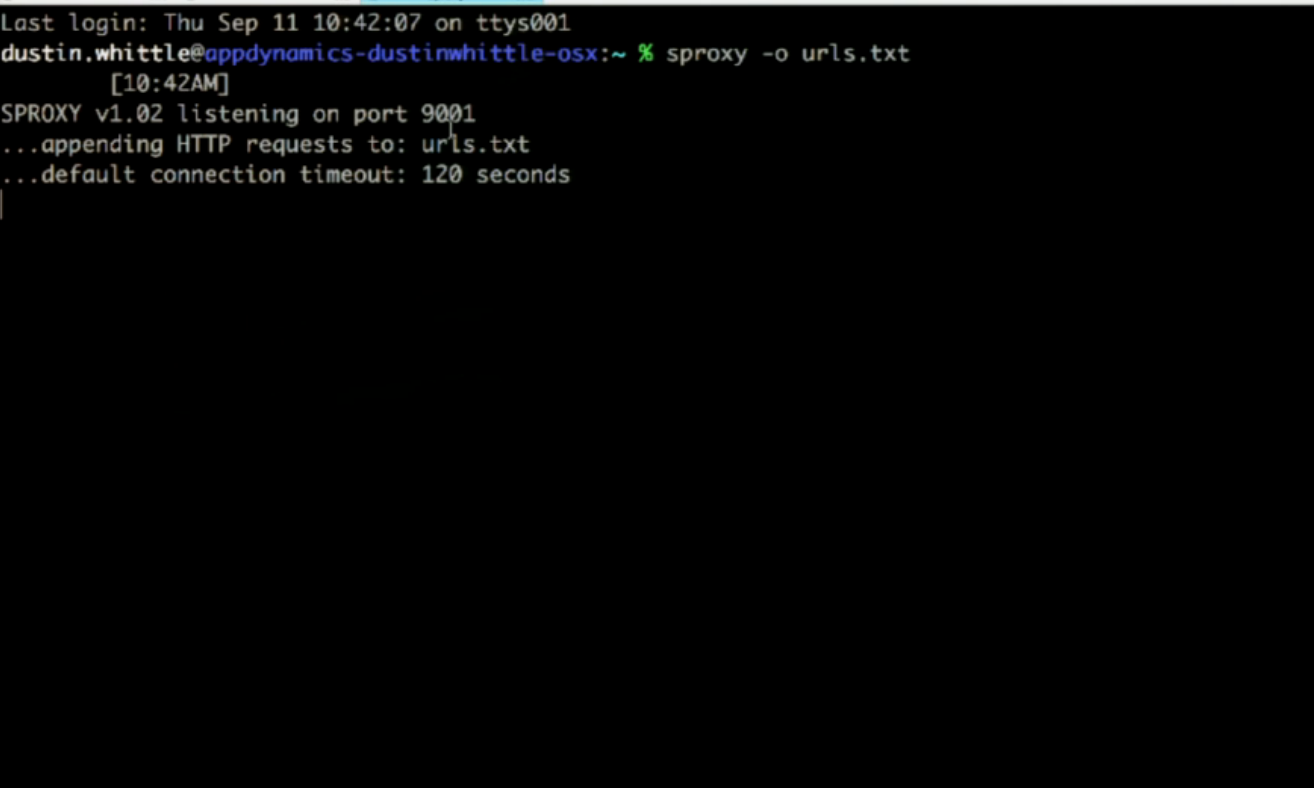 Last login: Thu Sep 11 10:42:07 on ttys001
dustin.whittle@appdynamics-dustinwhittle-osx:~ % sproxy -o urls.txt
[10:42AM]
SPROXY v1.02 listening on port 9001
...appending HTTP requests to: urls.txt
...default connection timeout: 120 seconds